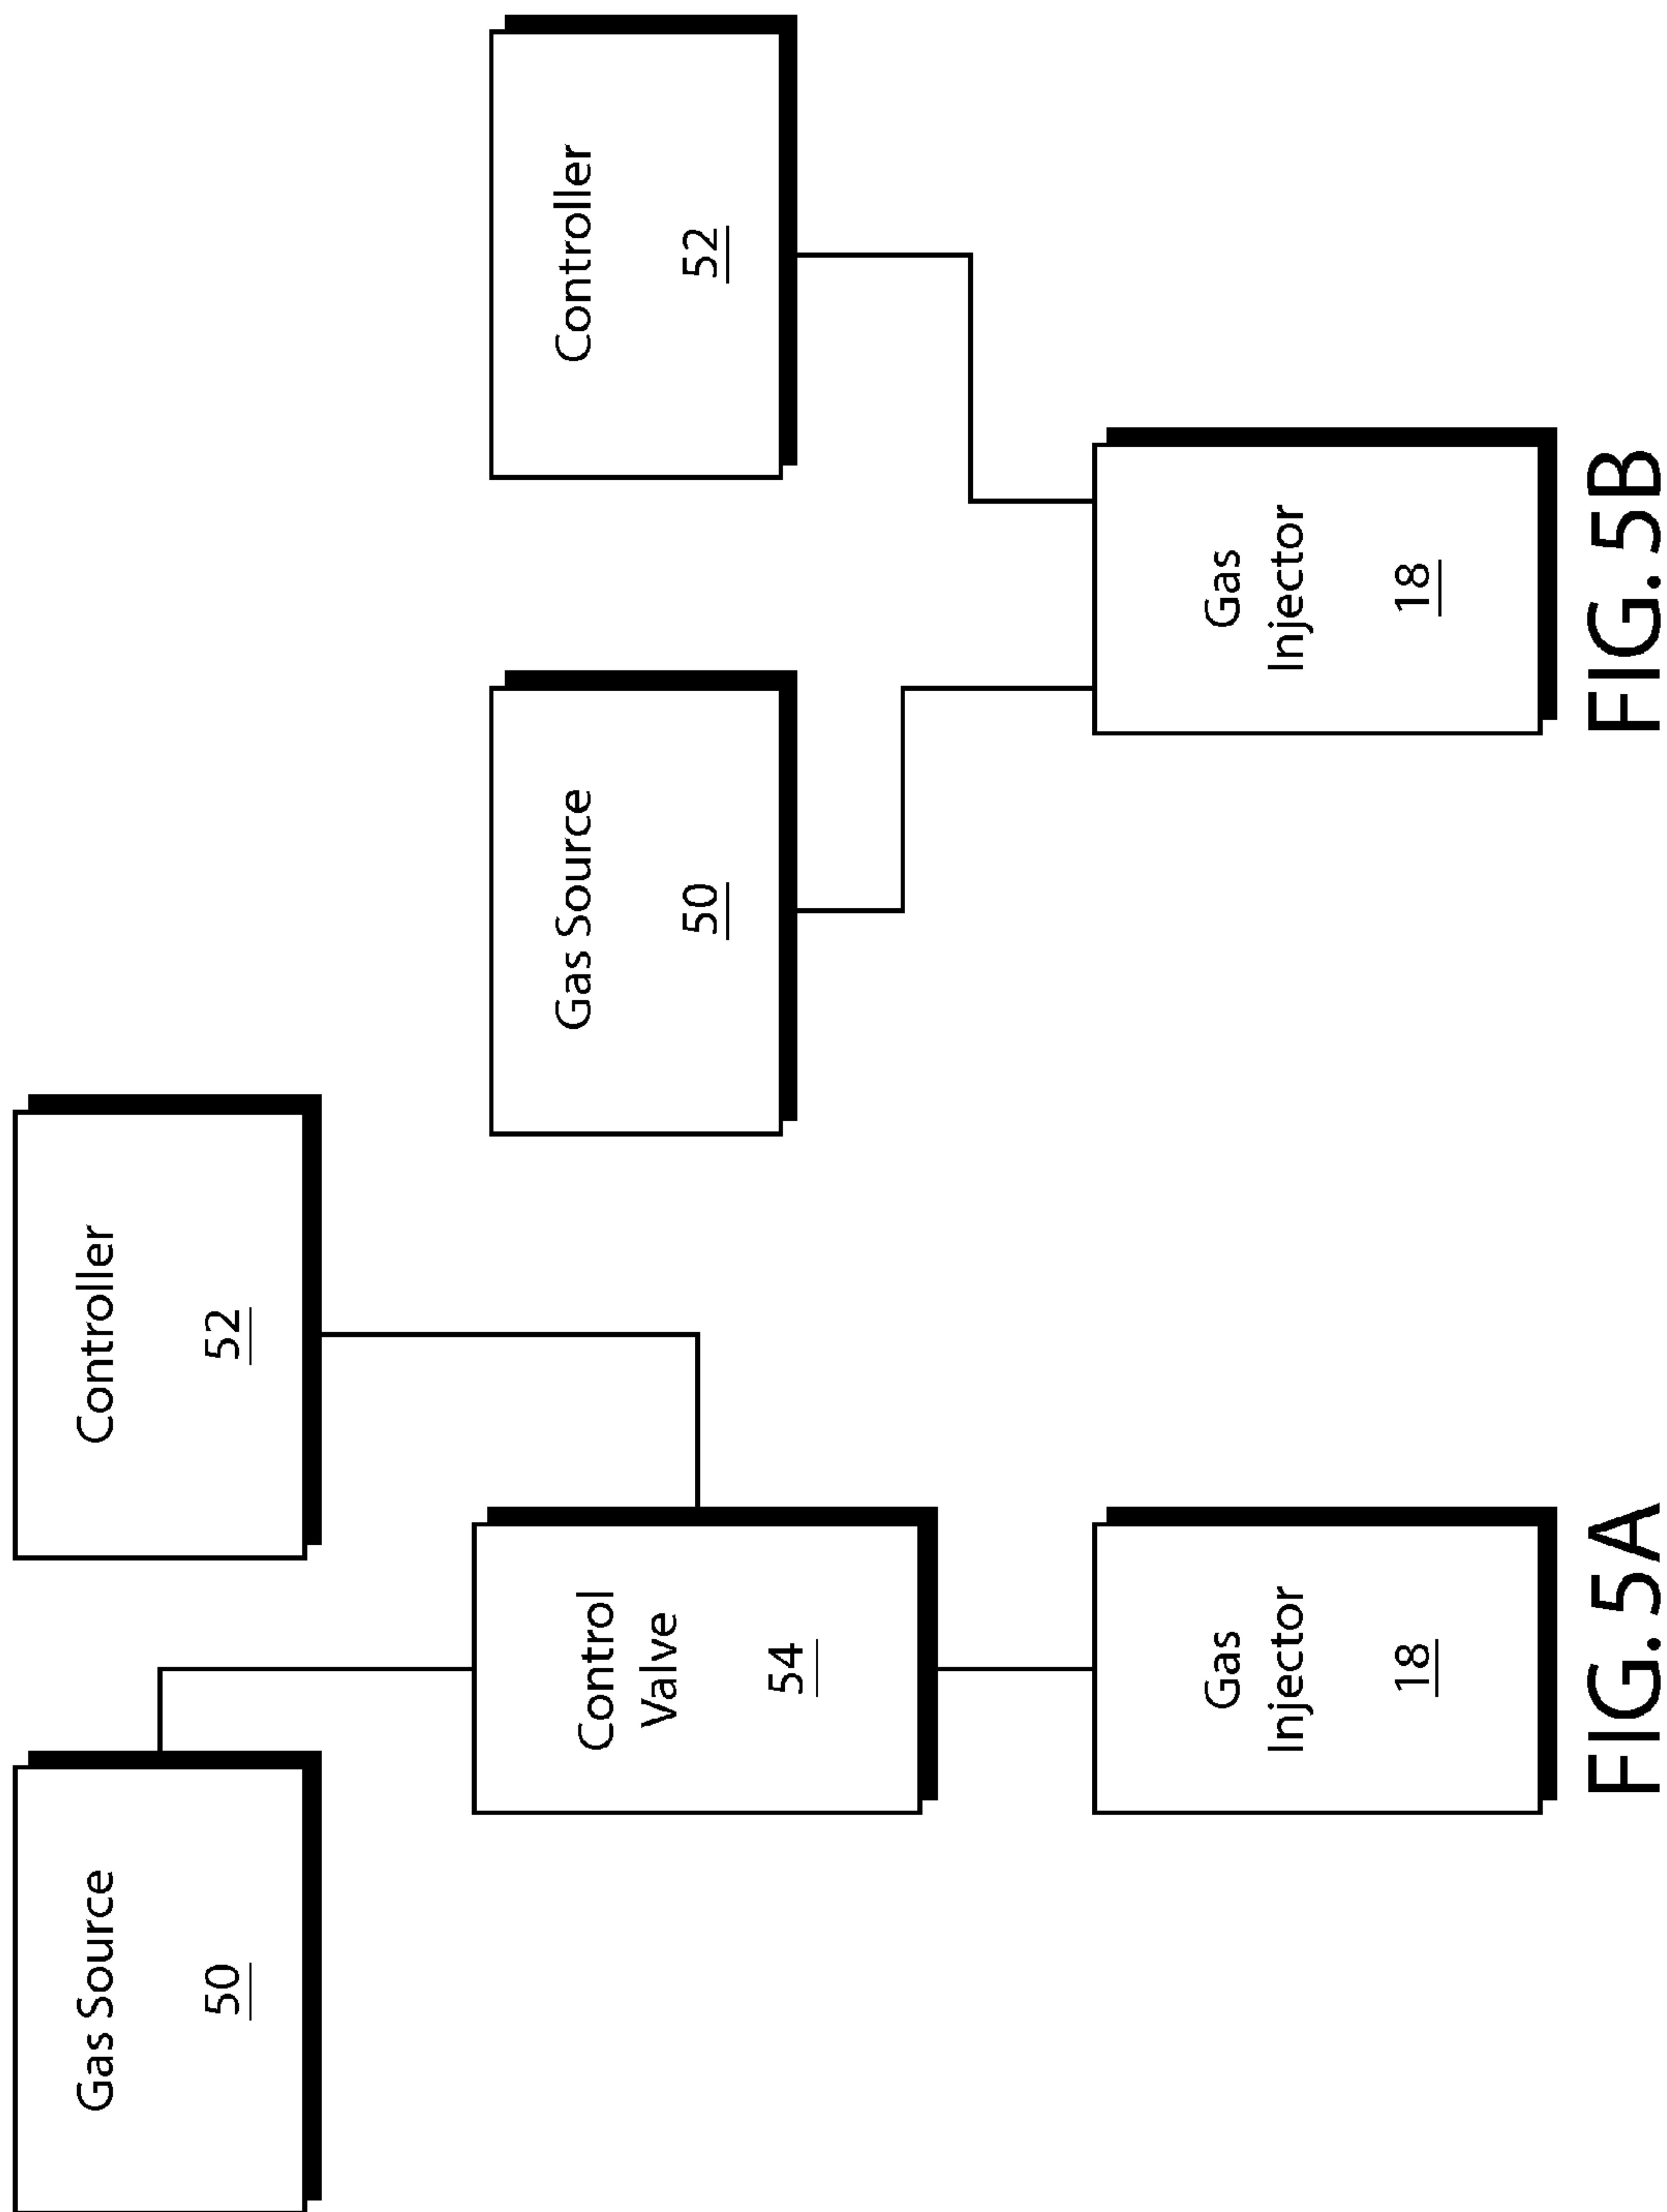 Gas Source
50
Controller
52
Control
Valve
54
Gas
Injector
18
FIG. 5A
Gas Source
50
Controller
52
Gas
Injector
18
FIG. 5B